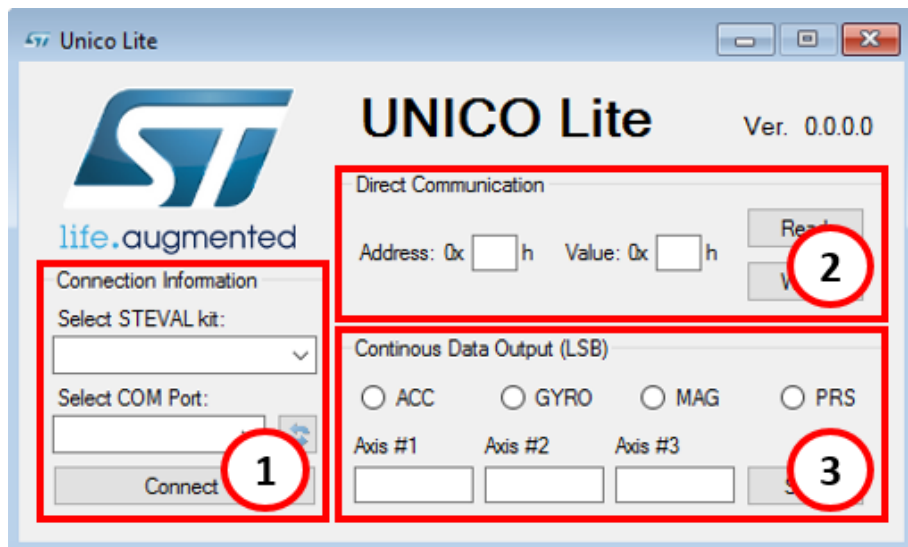 Unico Lite
ST
life.augmented
UNICO Lite
Ver. 0.0.0.0
Connection Information
Select STEVAL kit:
Select COM Port:
Connect
1
Direct Communication
Address: 0x h Value: 0x h
2
Continous Data Output (LSB)
ACC GYRO MAG PRS
Axis #1 Axis #2 Axis #3
3